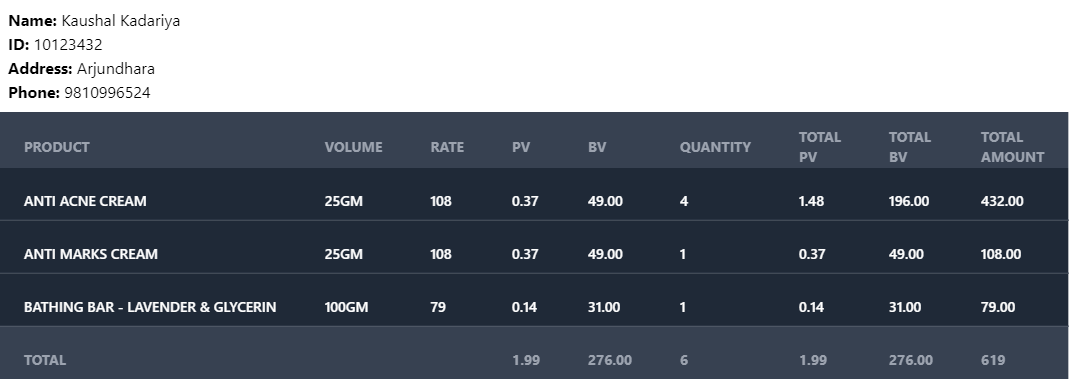 Name: Kaushal Kadariya
ID: 10123432
Address: Arjundhara
Phone: 9810996524
PRODUCT VOLUME RATE PV BV QUANTITY TOTAL PV TOTAL BV TOTAL AMOUNT
ANTI ACNE CREAM 25GM 108 0.37 49.00 4 1.48 196.00 432.00
ANTI MARKS CREAM 25GM 108 0.37 49.00 1 0.37 49.00 108.00
BATHING BAR - LAVENDER & GLYCERIN 100GM 79 0.14 31.00 1 0.14 31.00 79.00
TOTAL 1.99 276.00 6 1.99 276.00 619